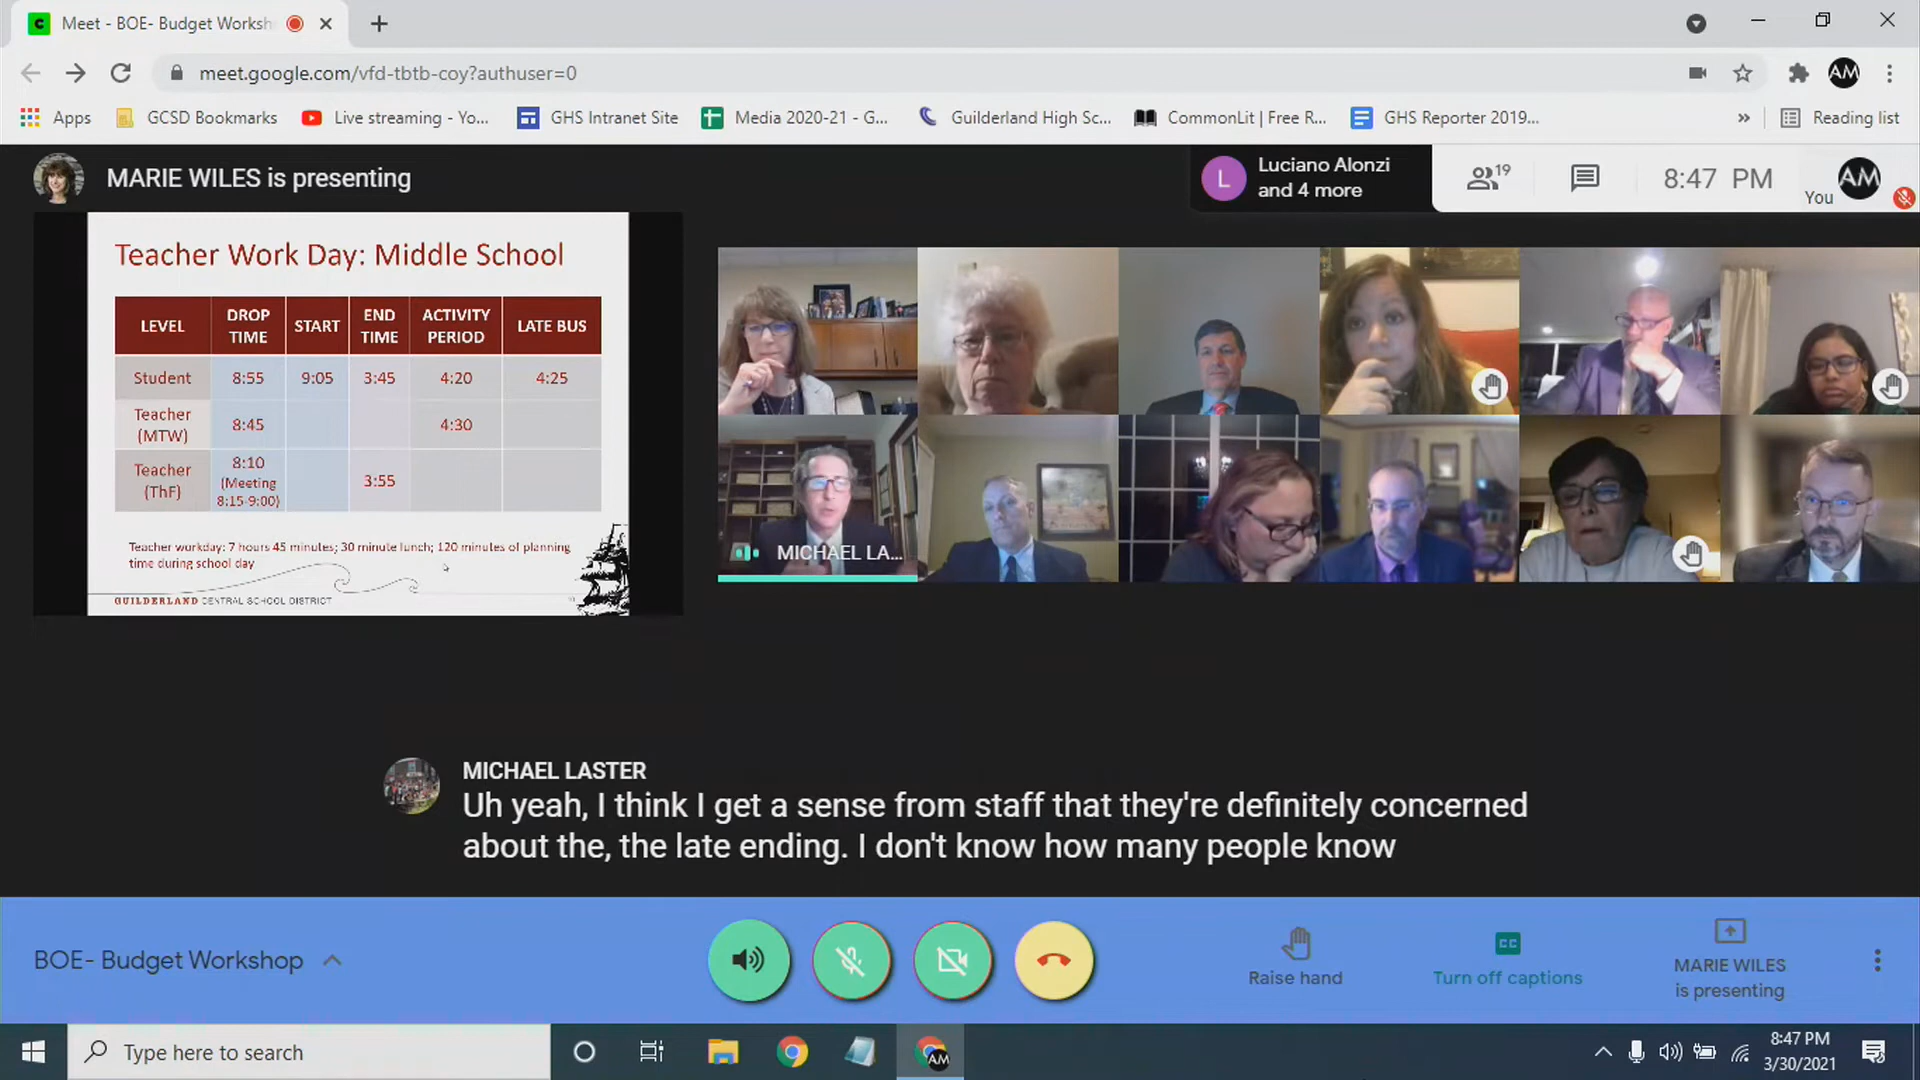 Meet - BOE- Budget Worksh
meet.google.com/vfd-tbtb-coy?authuser=0
AM
Apps
GCSD Bookmarks
Live streaming - Yo...
GHS Intranet Site
Media 2020-21 - G...
Guilderland High Sc...
CommonLit | Free R...
GHS Reporter 2019...
»
Reading list
MARIE WILES is presenting
L
Luciano Alonzi
and 4 more
19
8:47 PM
You
AM
Teacher Work Day: Middle School
LEVEL DROP TIME START END TIME ACTIVITY PERIOD LATE BUS
Student 8:55 9:05 3:45 4:20 4:25
Teacher (MTW) 8:45 4:30
Teacher (ThF) 8:10 (Meeting 8:15-9:00) 3:55
Teacher workday: 7 hours 45 minutes; 30 minute lunch; 120 minutes of planning
time during school day
GUILDERLAND CENTRAL SCHOOL DISTRICT
MICHAEL LA...
MICHAEL LASTER
Uh yeah, I think I get a sense from staff that they're definitely concerned
about the, the late ending. I don't know how many people know
BOE- Budget Workshop
Raise hand
CC
Turn off captions
MARIE WILES
is presenting
Type here to search
AM
8:47 PM
3/30/2021